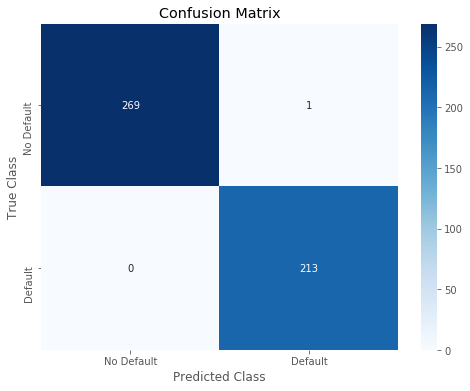 Confusion Matrix
True Class
No Default
269
1
Default
0
213
No Default
Default
Predicted Class
250
200
150
100
50
0